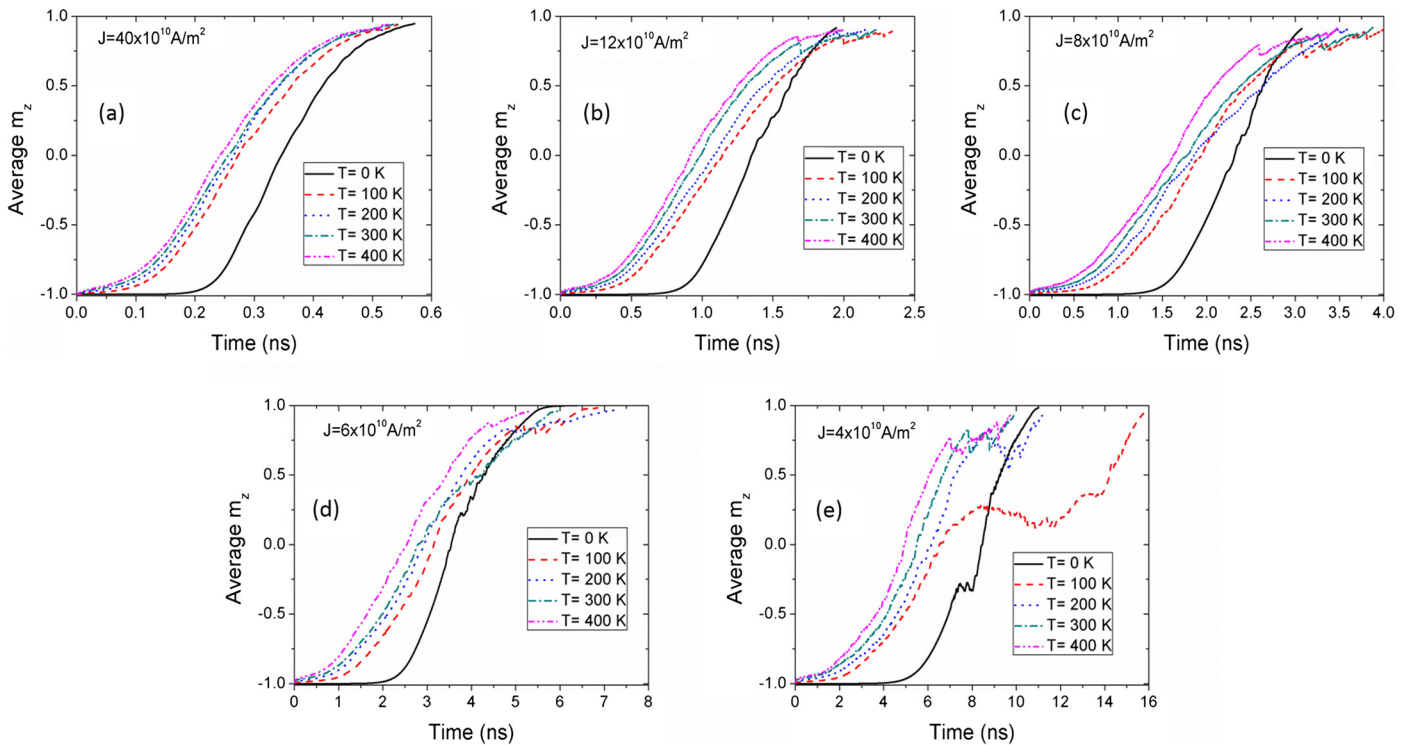 J=40x10¹⁰A/m²
(a)
Average m_z
1.0
0.5
0.0
-0.5
-1.0
T= 0 K
T= 100 K
T= 200 K
T= 300 K
T= 400 K
0.0 0.1 0.2 0.3 0.4 0.5 0.6
Time (ns)
J=12x10¹⁰A/m²
(b)
Average m_z
1.0
0.5
0.0
-0.5
-1.0
T= 0 K
T= 100 K
T= 200 K
T= 300 K
T= 400 K
0.0 0.5 1.0 1.5 2.0 2.5
Time (ns)
J=8x10¹⁰A/m²
(c)
Average m_z
1.0
0.5
0.0
-0.5
-1.0
T= 0 K
T= 100 K
T= 200 K
T= 300 K
T= 400 K
0.0 0.5 1.0 1.5 2.0 2.5 3.0 3.5 4.0
Time (ns)
J=6x10¹⁰A/m²
(d)
Average m_z
1.0
0.5
0.0
-0.5
-1.0
T= 0 K
T= 100 K
T= 200 K
T= 300 K
T= 400 K
0 1 2 3 4 5 6 7 8
Time (ns)
J=4x10¹⁰A/m²
(e)
Average m_z
1.0
0.5
0.0
-0.5
-1.0
T= 0 K
T= 100 K
T= 200 K
T= 300 K
T= 400 K
0 2 4 6 8 10 12 14 16
Time (ns)